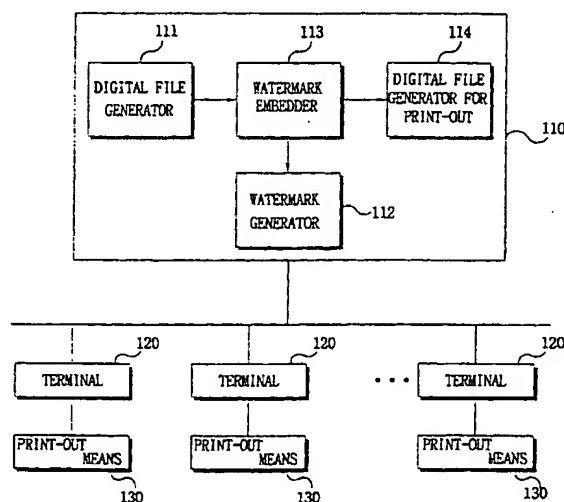 111
113
114
DIGITAL FILE
GENERATOR
WATERMARK
EMBEDDER
DIGITAL FILE
GENERATOR FOR
PRINT-OUT
110
WATERMARK
GENERATOR
112
120
120
120
TERMINAL
TERMINAL
• • •
TERMINAL
PRINT-OUT
MEANS
PRINT-OUT
MEANS
PRINT-OUT
MEANS
130
130
130